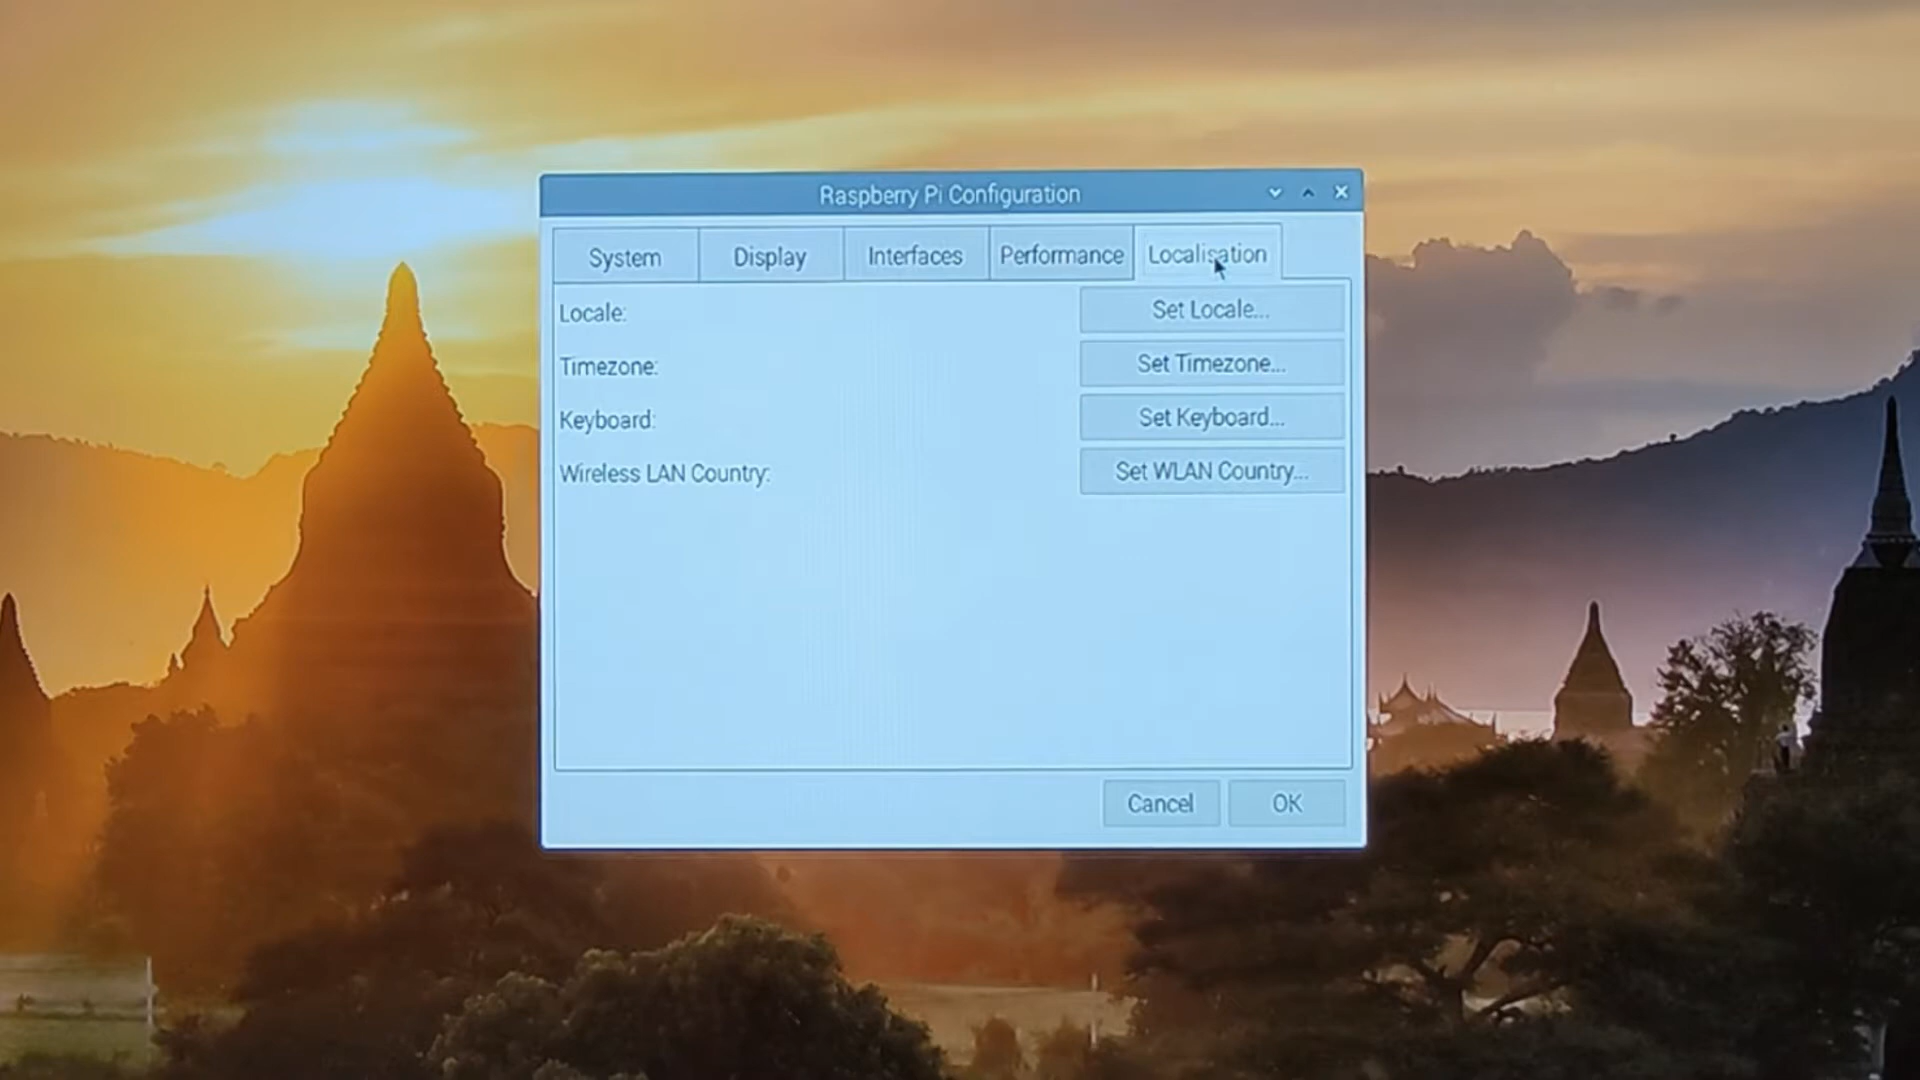 Raspberry Pi Configuration
System Display Interfaces Performance Localisation
Locale: Set Locale...
Timezone: Set Timezone...
Keyboard: Set Keyboard...
Wireless LAN Country: Set WLAN Country...
Cancel OK